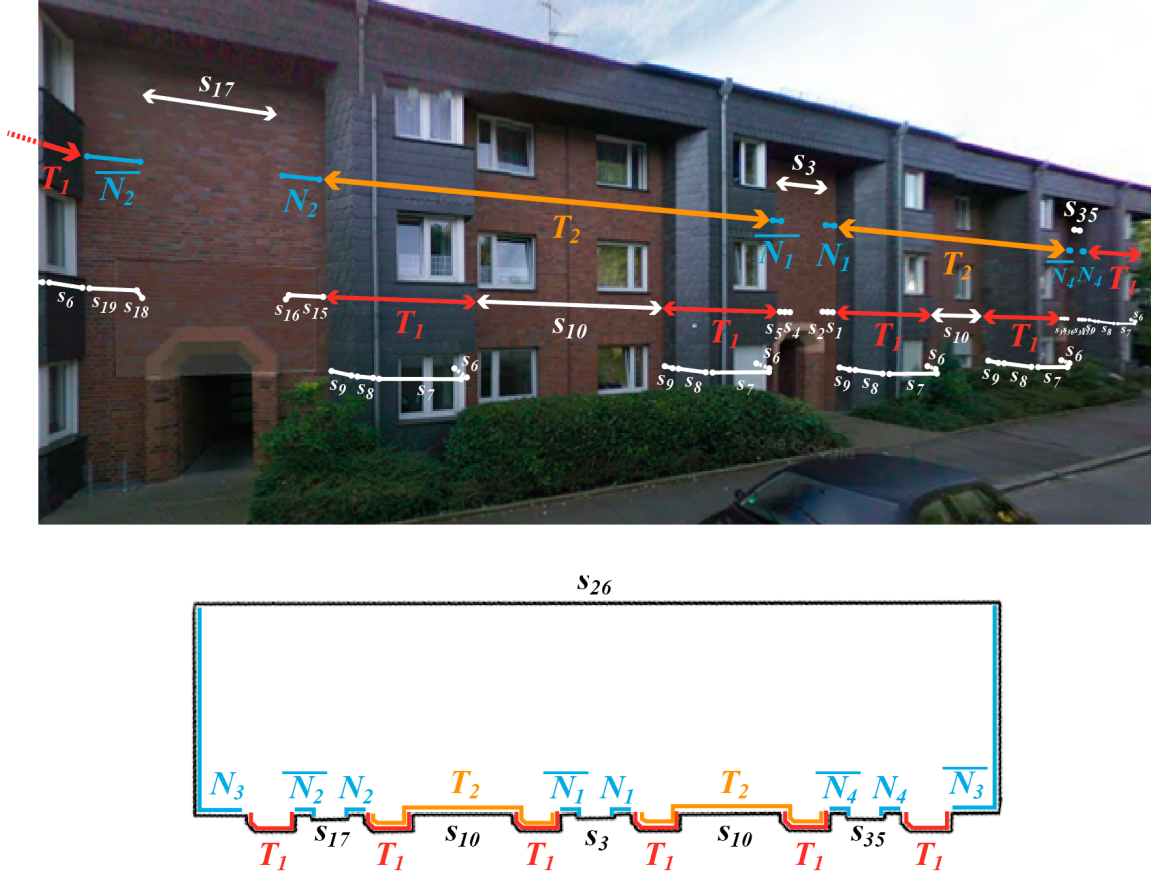 s17
s3
s35
T1 N2 N2 T2 N1 N1 T2 N4 N4 T1
s6 s19 s18 s16 s15 T1 s10 T1 s5 s4 s2 s1 T1 s10 T1 s8 s7 s6
s9 s8 s7 s6 s9 s8 s7 s6 s9 s8 s7 s6 s9 s8 s7 s6
s26
N3 N2 N2 T2 N1 N1 T2 N4 N4 N3
T1 s17 T1 s10 T1 s3 T1 s10 T1 s35 T1